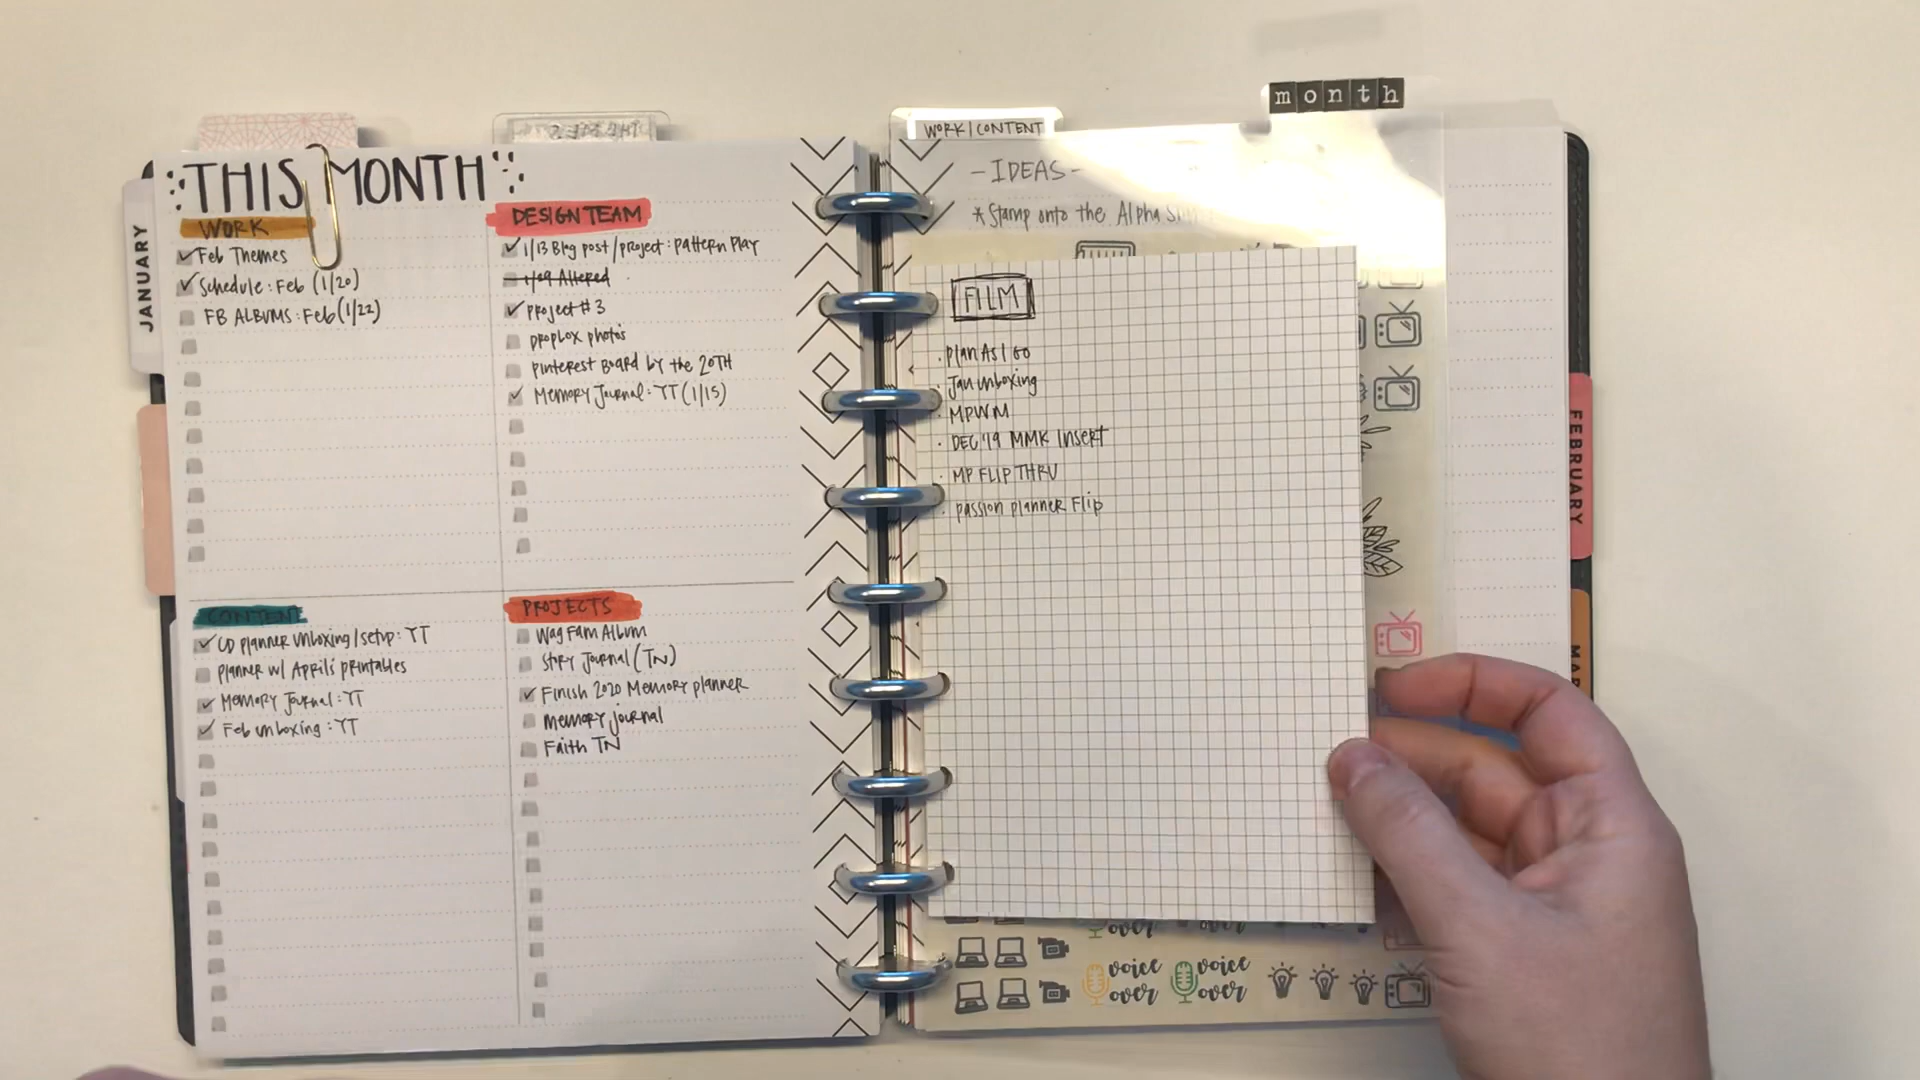 THIS MONTH
WORK
Feb Themes
Schedule: Feb (1/20)
FB ALBUMS: Feb (1/22)
DESIGN TEAM
1/13 Blog post/project: Pattern Play
1/29 Altered
project #3
DropBox photos
pinterest Board by the 20TH
Memory Journal: YT (1/15)
CONTENT
CD planner unboxing/setup: YT
planner w/ April's printables
Memory Journal: YT
Feb unboxing: YT
PROJECTS
Wag Fam Album
Story Journal (TN)
Finish 2020 Memory planner
memory journal
Faith TN
JANUARY
WORK | CONTENT
month
- IDEAS -
*Stamp onto the Alpha
FILM
· Plan As I Go
· Jan unboxing
· MPWM
· DEC '19 MMK Insert
· MP FLIP THRU
· passion planner Flip
over
voice over
voice over
FEBRUARY
MAR